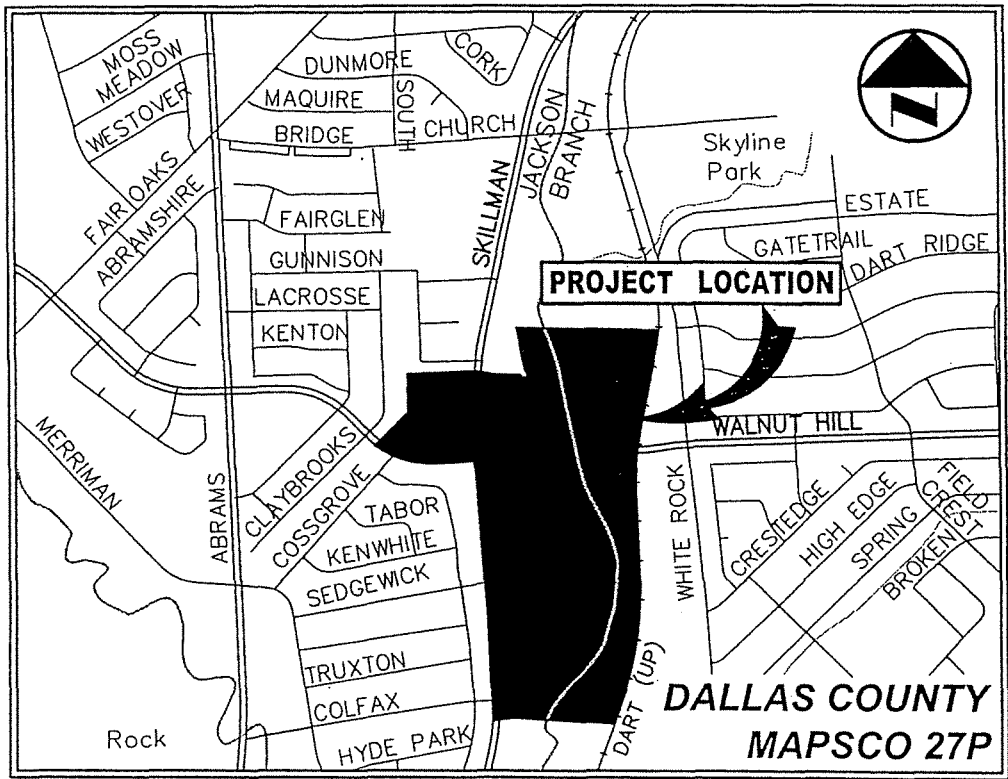 MOSS
MEADOW
WESTOVER
FAIR OAKS
ABRAMSHIRE
DUNMORE
CORK
MAQUIRE
SOUTH
BRIDGE
CHURCH
FAIRGLEN
GUNNISON
LACROSSE
KENTON
SKILLMAN
JACKSON
BRANCH
Skyline
Park
N
ESTATE
GATETRAIL
DART RIDGE
PROJECT LOCATION
WALNUT HILL
MERRIMAN
ABRAMS
CLAYBROOKS
COSSGROVE
TABOR
KENWHITE
SEDGEWICK
TRUXTON
COLFAX
HYDE PARK
Rock
WHITE ROCK
CRESTEDGE
HIGH EDGE
SPRING
BROKEN
FIELD
CREST
DART (UP)
DALLAS COUNTY
MAPSCO 27P